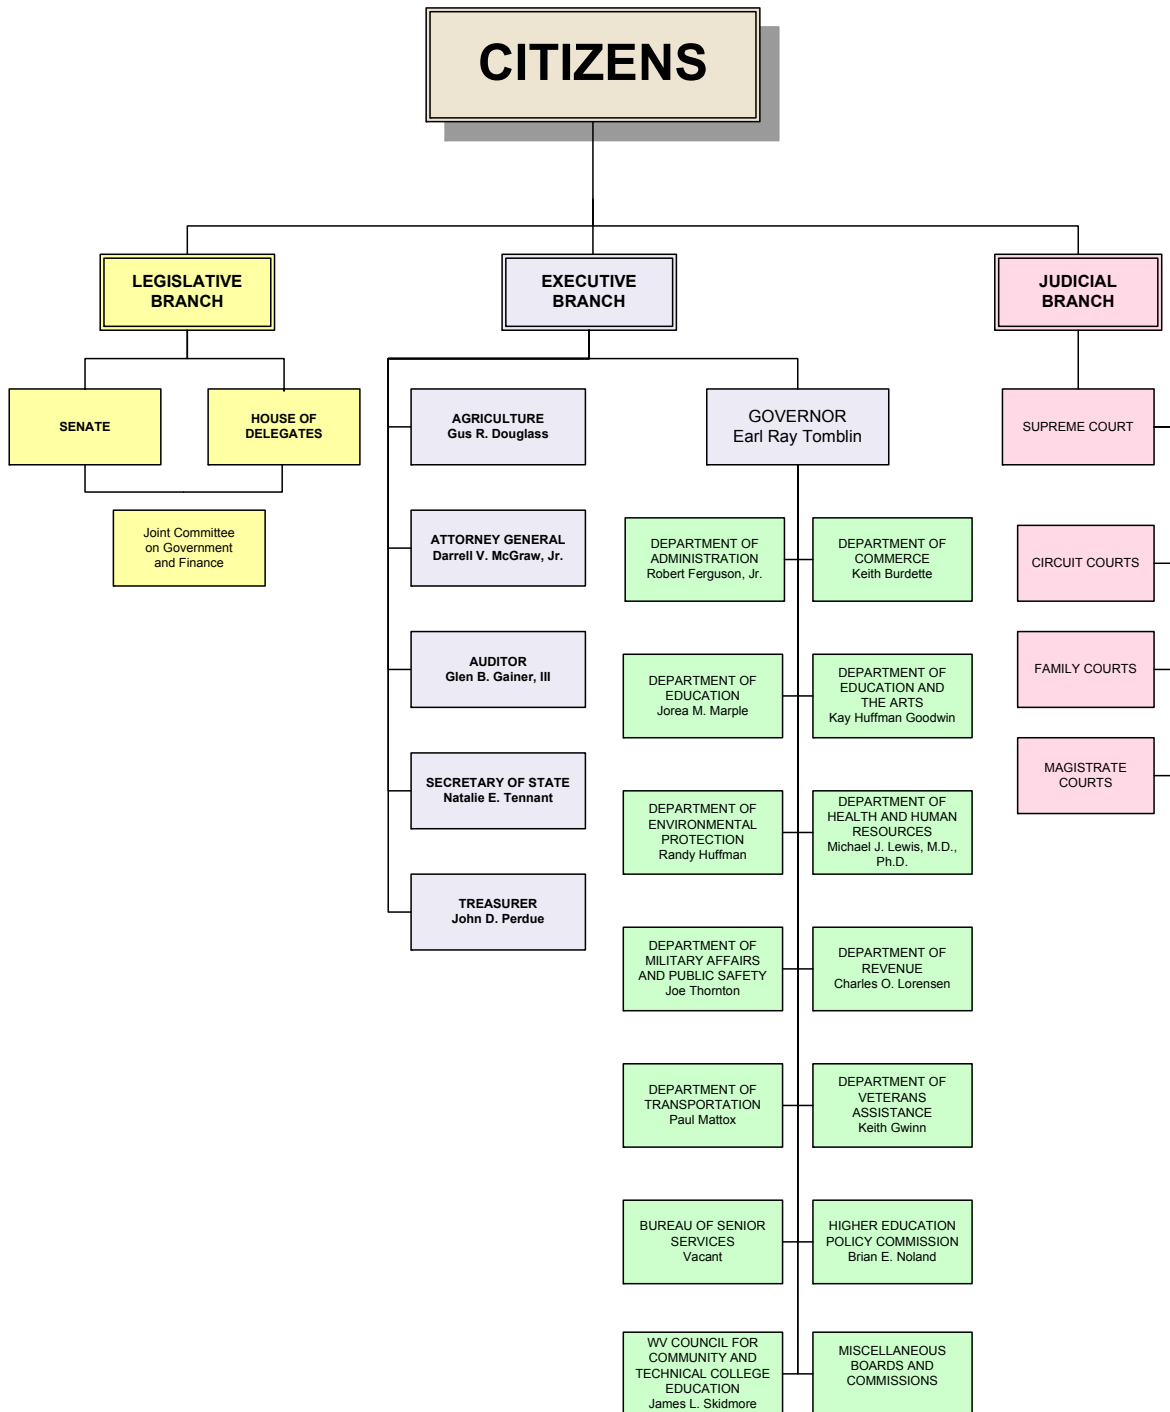 CITIZENS
LEGISLATIVE
BRANCH
EXECUTIVE
BRANCH
JUDICIAL
BRANCH
SENATE
HOUSE OF
DELEGATES
Joint Committee
on Government
and Finance
AGRICULTURE
Gus R. Douglass
ATTORNEY GENERAL
Darrell V. McGraw, Jr.
AUDITOR
Glen B. Gainer, III
SECRETARY OF STATE
Natalie E. Tennant
TREASURER
John D. Perdue
GOVERNOR
Earl Ray Tomblin
DEPARTMENT OF
ADMINISTRATION
Robert Ferguson, Jr.
DEPARTMENT OF
COMMERCE
Keith Burdette
DEPARTMENT OF
EDUCATION
Jorea M. Marple
DEPARTMENT OF
EDUCATION AND
THE ARTS
Kay Huffman Goodwin
DEPARTMENT OF
ENVIRONMENTAL
PROTECTION
Randy Huffman
DEPARTMENT OF
HEALTH AND HUMAN
RESOURCES
Michael J. Lewis, M.D.,
Ph.D.
DEPARTMENT OF
MILITARY AFFAIRS
AND PUBLIC SAFETY
Joe Thornton
DEPARTMENT OF
REVENUE
Charles O. Lorensen
DEPARTMENT OF
TRANSPORTATION
Paul Mattox
DEPARTMENT OF
VETERANS
ASSISTANCE
Keith Gwinn
BUREAU OF SENIOR
SERVICES
Vacant
HIGHER EDUCATION
POLICY COMMISSION
Brian E. Noland
WV COUNCIL FOR
COMMUNITY AND
TECHNICAL COLLEGE
EDUCATION
James L. Skidmore
MISCELLANEOUS
BOARDS AND
COMMISSIONS
SUPREME COURT
CIRCUIT COURTS
FAMILY COURTS
MAGISTRATE
COURTS